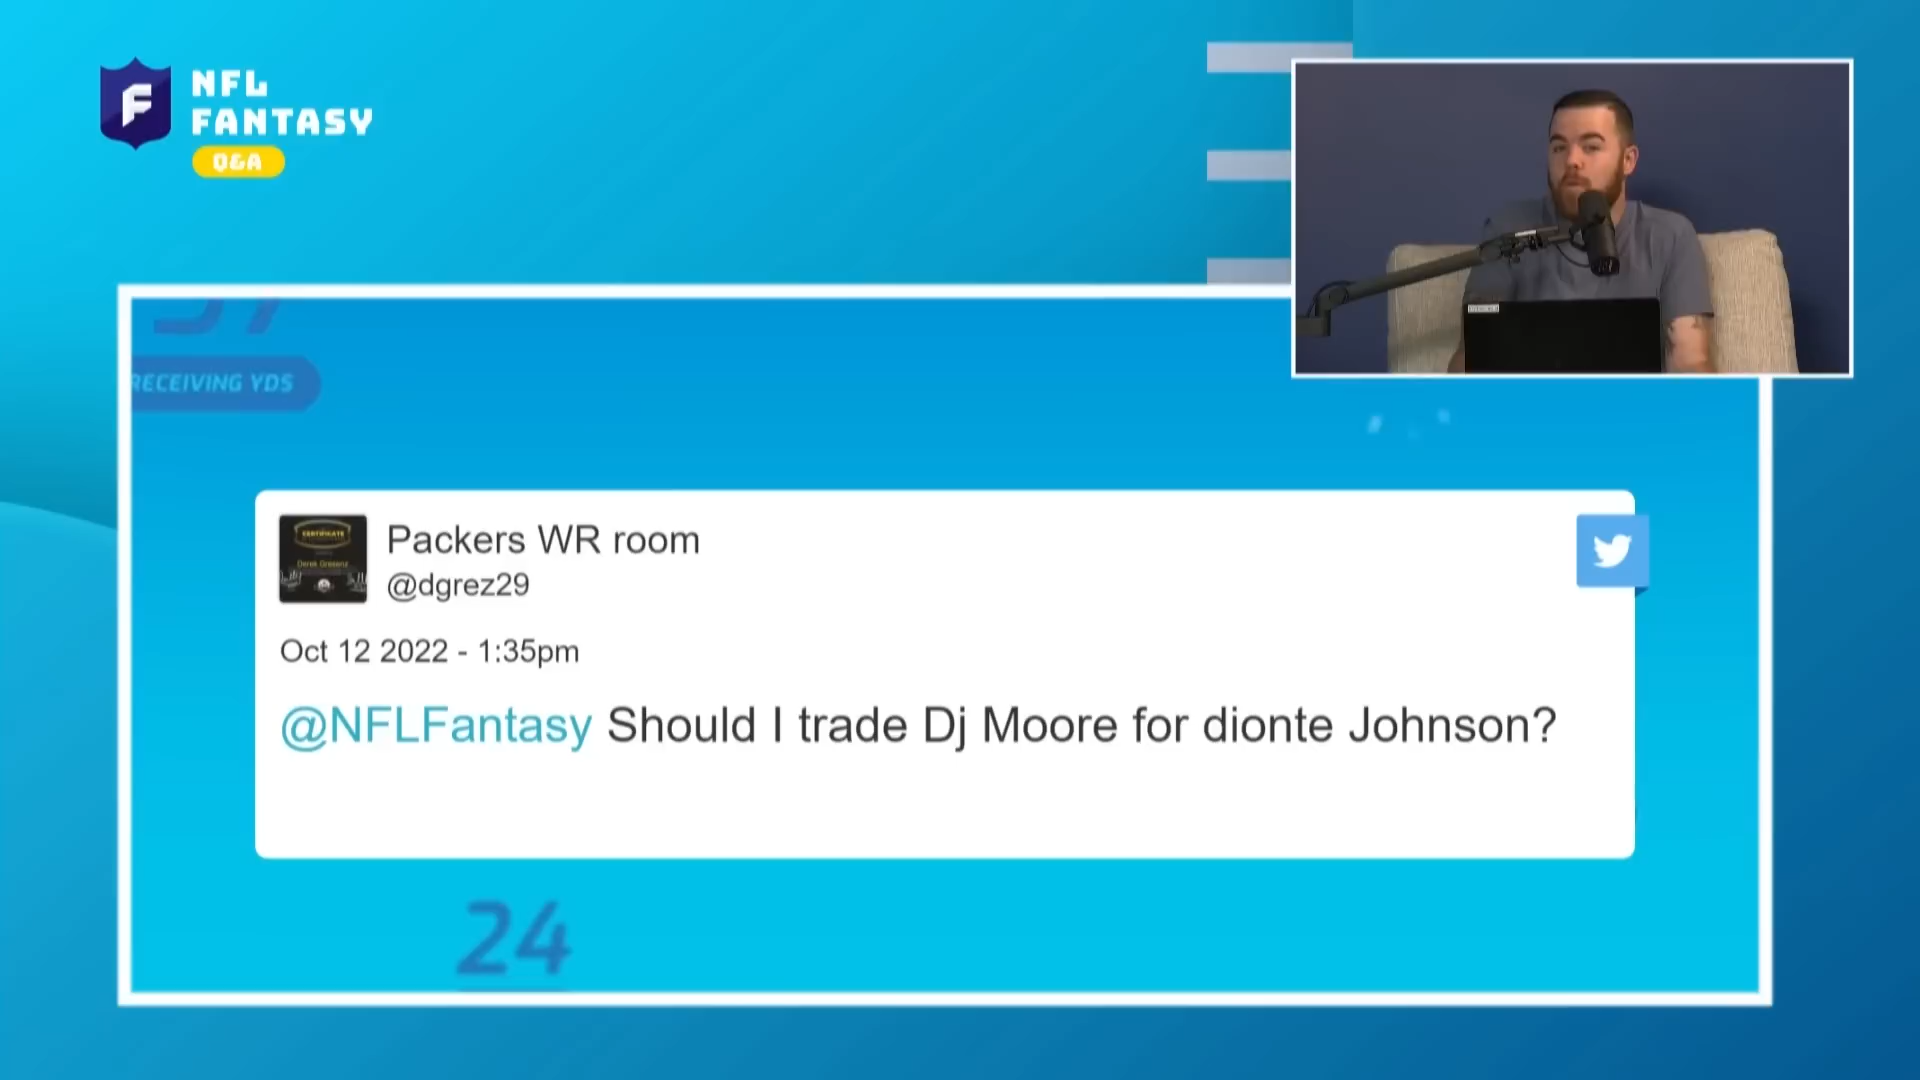 NFL
FANTASY
Q&A
RECEIVING YDS
Packers WR room
@dgrez29
Oct 12 2022 - 1:35pm
@NFLFantasy Should I trade Dj Moore for dionte Johnson?
24